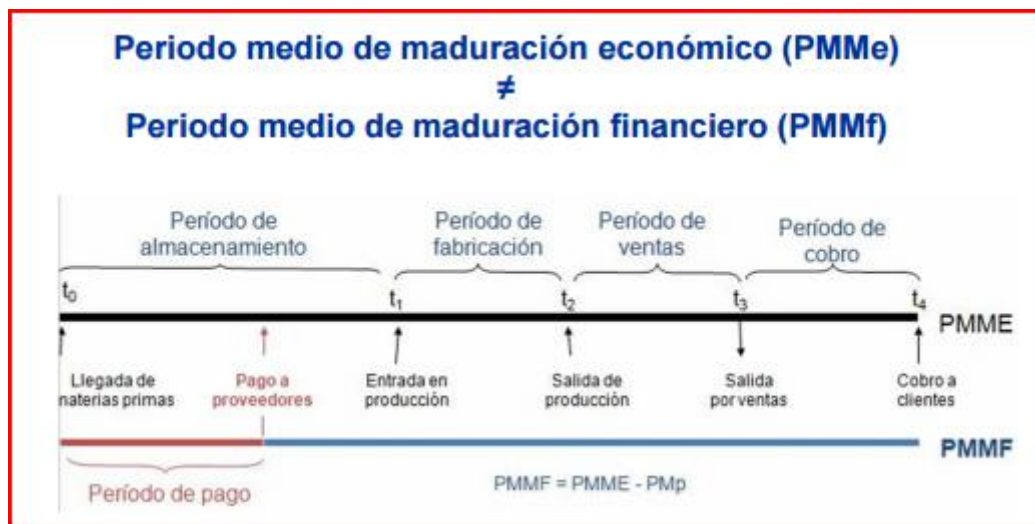 Periodo medio de maduración económico (PMMe)
≠
Periodo medio de maduración financiero (PMMf)
Período de
almacenamiento
Período de
fabricación
Período de
ventas
Período de
cobro
t0
t1
t2
t3
t4
PMME
Llegada de
materias primas
Pago a
proveedores
Entrada en
producción
Salida de
producción
Salida
por ventas
Cobro a
clientes
PMMF
Período de pago
PMMF = PMME - PMp